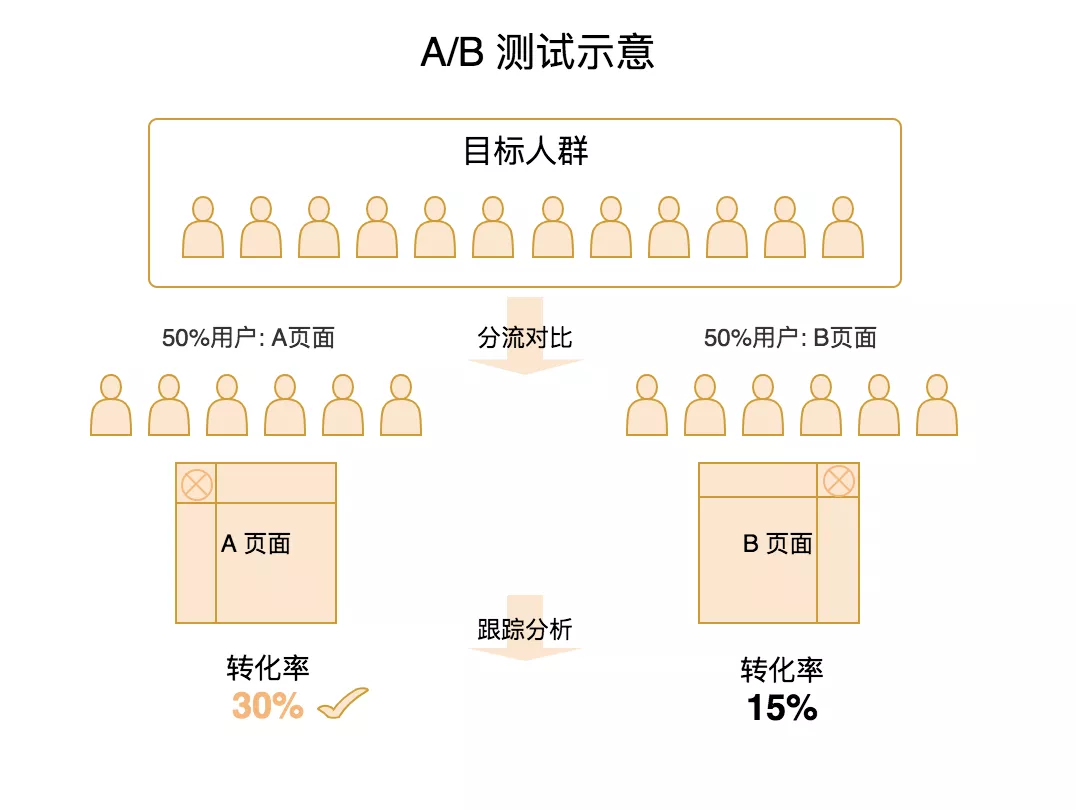 A/B 测试示意
目标人群
50%用户: A页面
分流对比
50%用户: B页面
A 页面
B 页面
跟踪分析
转化率
30%
转化率
15%